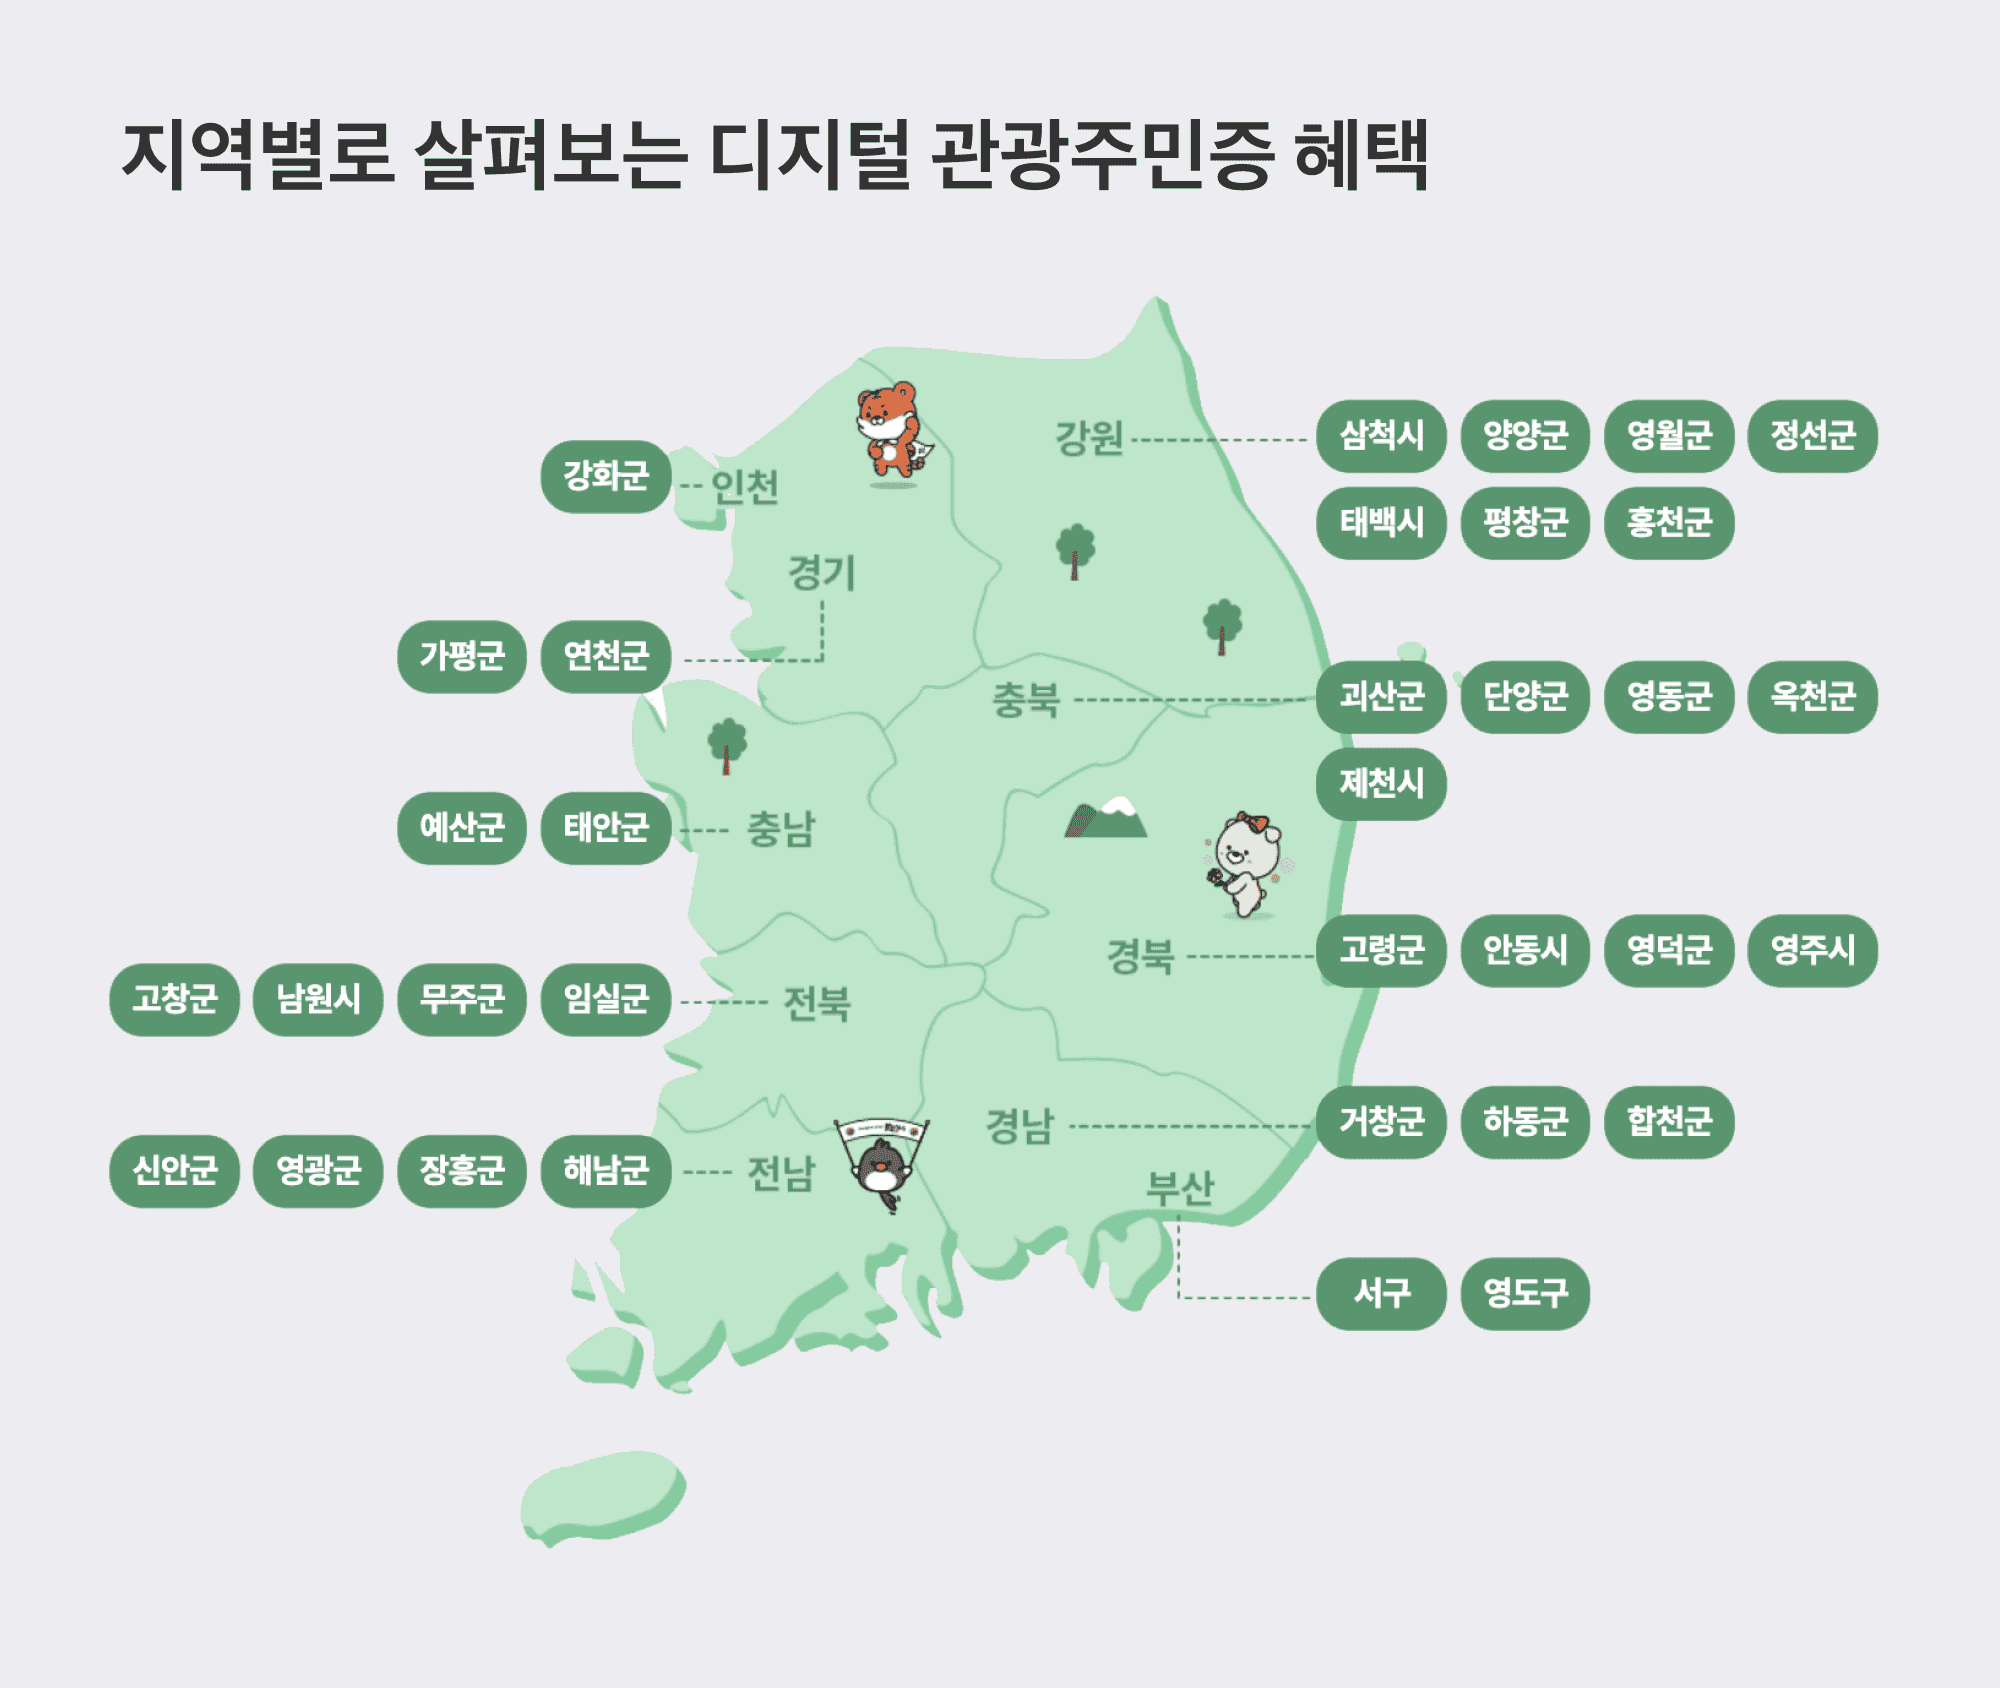 지역별로 살펴보는 디지털 관광주민증 혜택
강화군 인천
경기
가평군 연천군
예산군 태안군 충남
고창군 남원시 무주군 임실군 전북
신안군 영광군 장흥군 해남군 전남
강원 삼척시 양양군 영월군 정선군
태백시 평창군 홍천군
충북 괴산군 단양군 영동군 옥천군
제천시
경북 고령군 안동시 영덕군 영주시
경남 거창군 하동군 합천군
부산
서구 영도구